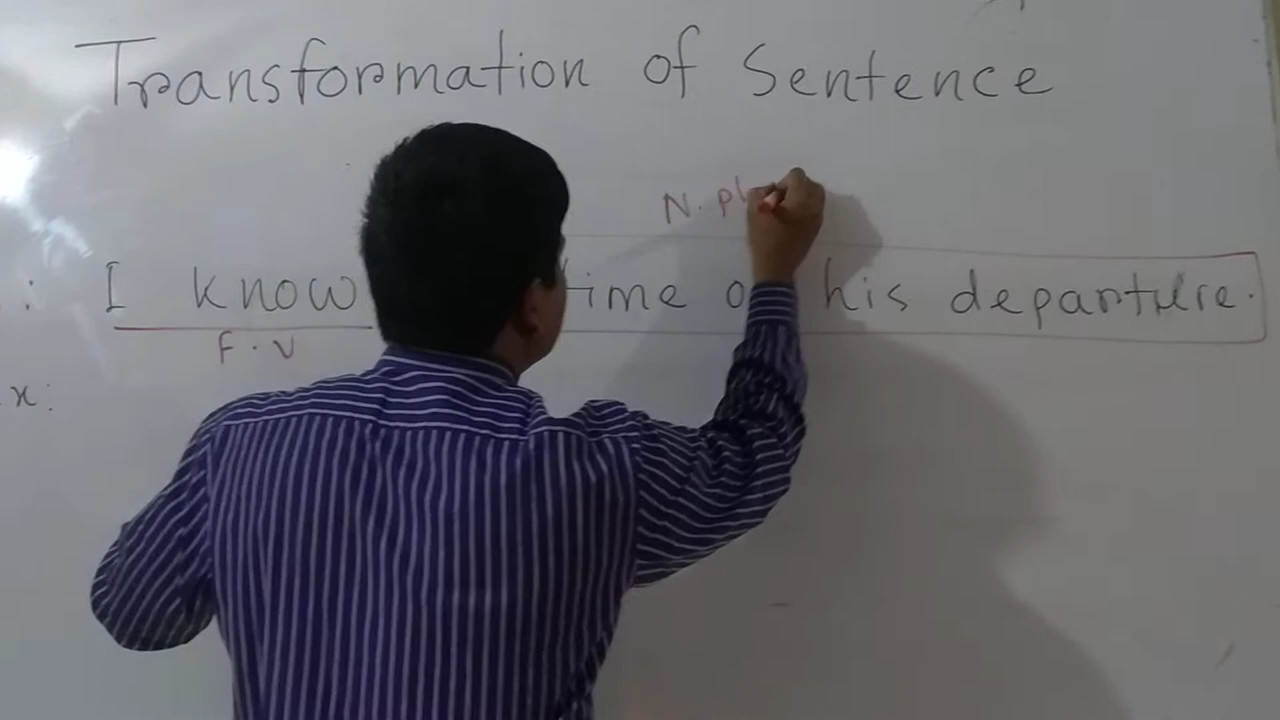 Transformation of Sentence
N. pl
: I know time o his departure.
F. V
x: